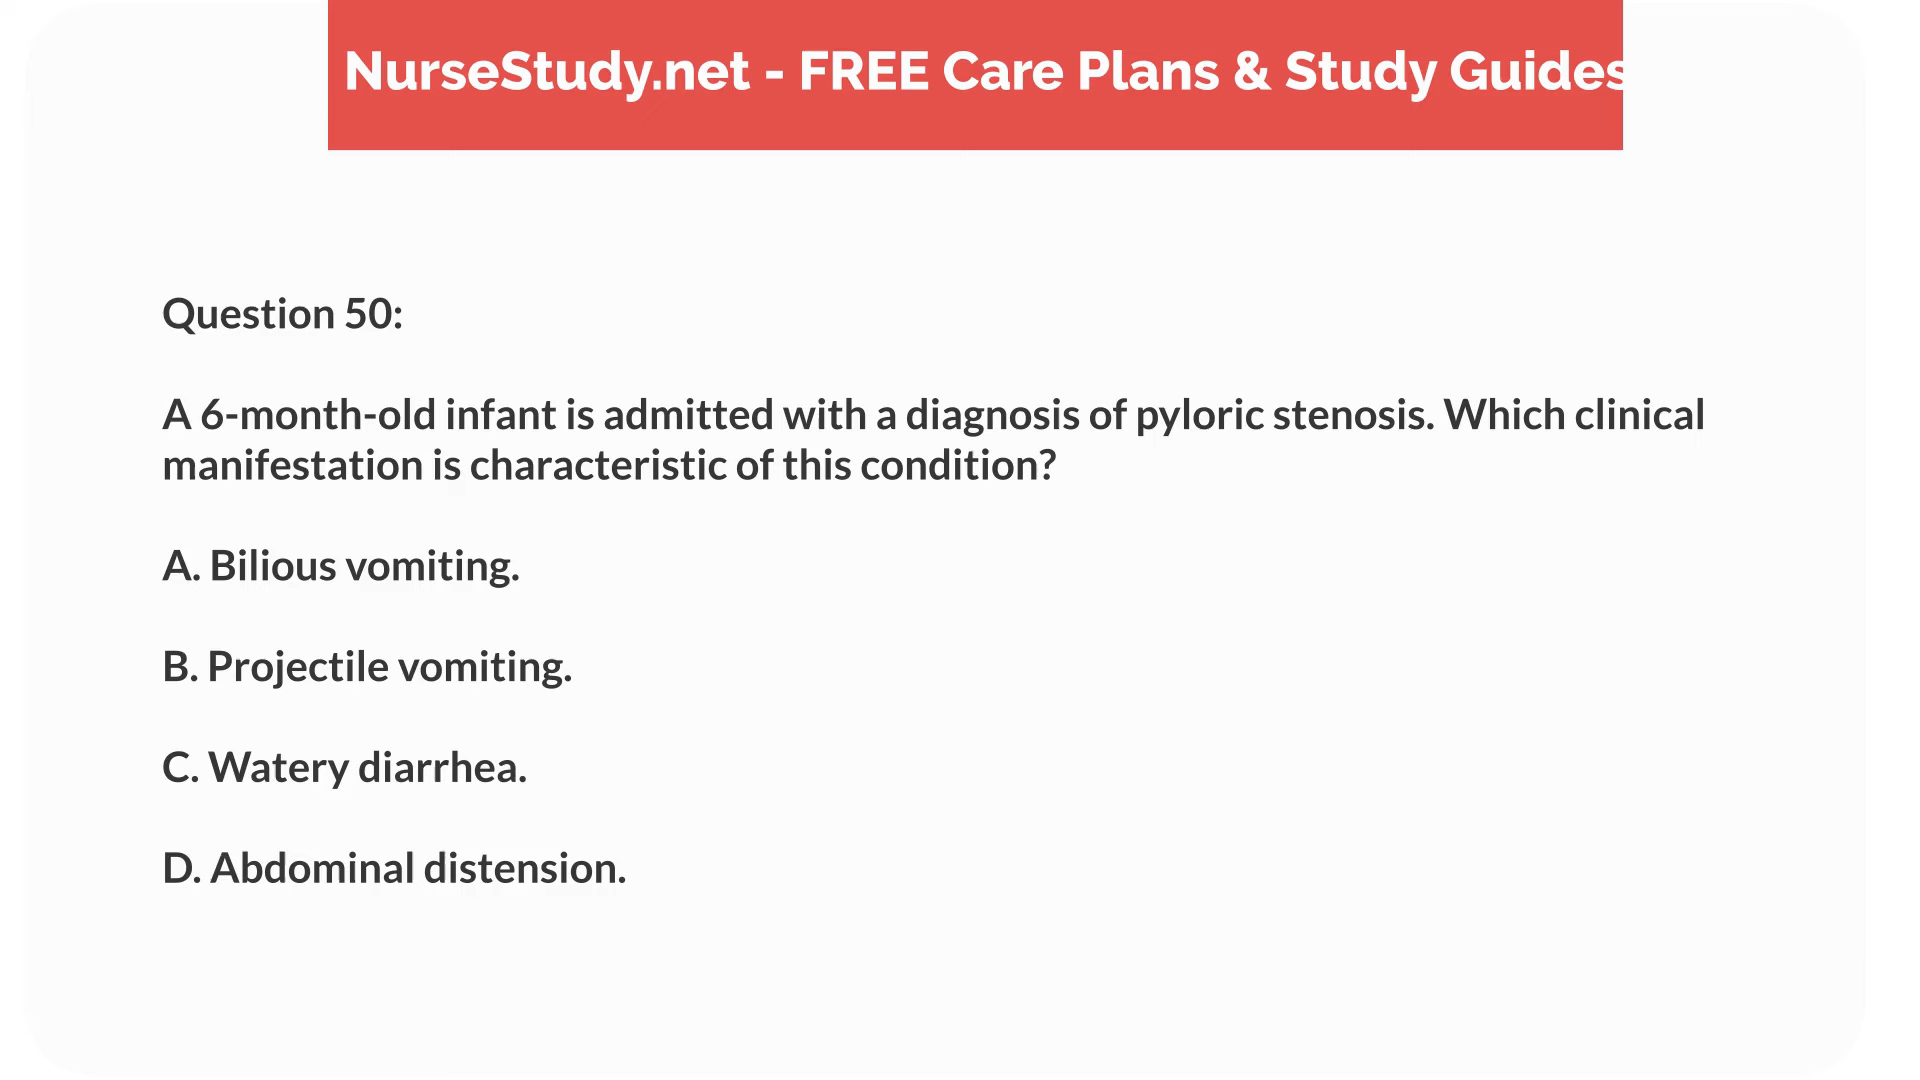 NurseStudy.net - FREE Care Plans & Study Guides
Question 50:
A 6-month-old infant is admitted with a diagnosis of pyloric stenosis. Which clinical
manifestation is characteristic of this condition?
A. Bilious vomiting.
B. Projectile vomiting.
C. Watery diarrhea.
D. Abdominal distension.